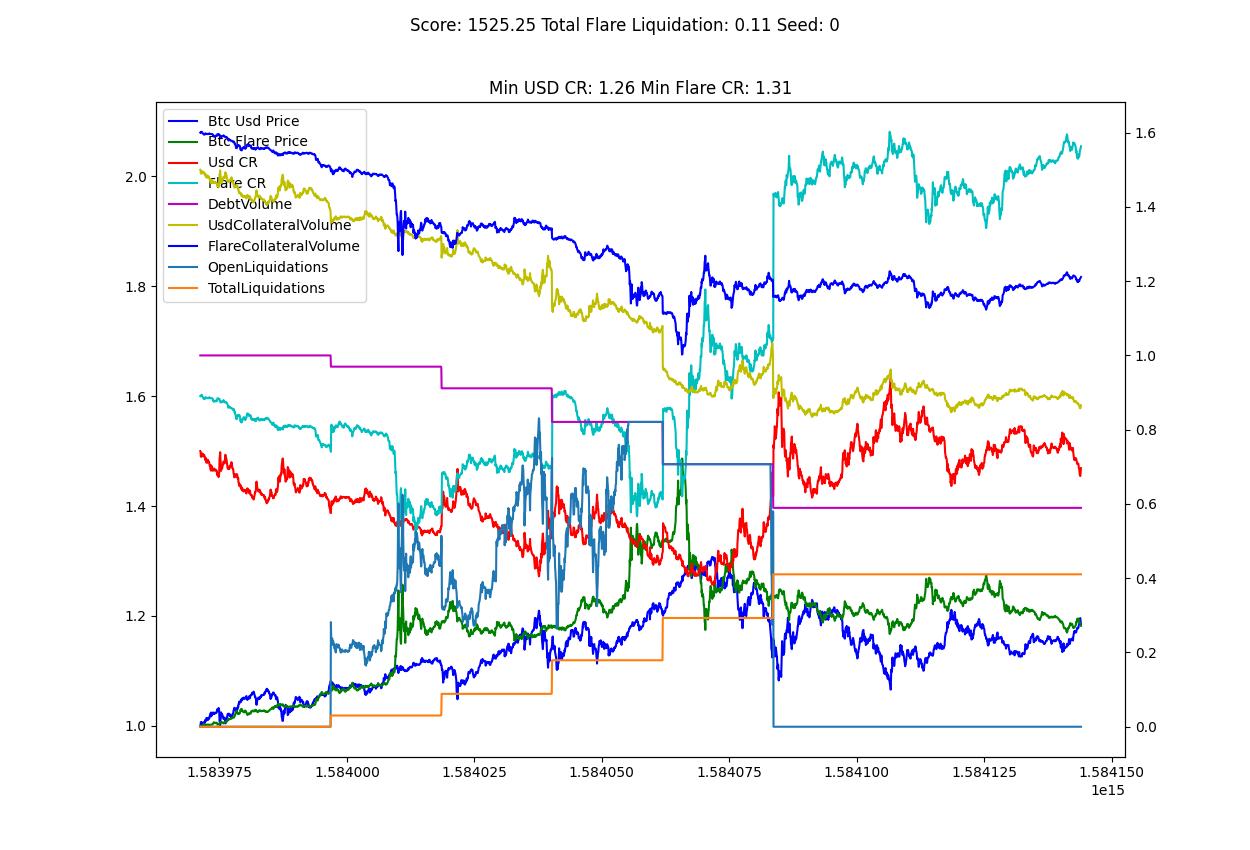 Score: 1525.25 Total Flare Liquidation: 0.11 Seed: 0
Min USD CR: 1.26 Min Flare CR: 1.31
Btc Usd Price
Btc Flare Price
Usd CR
Flare CR
DebtVolume
UsdCollateralVolume
FlareCollateralVolume
OpenLiquidations
TotalLiquidations
2.0
1.8
1.6
1.4
1.2
1.0
1.6
1.4
1.2
1.0
0.8
0.6
0.4
0.2
0.0
1.583975
1.584000
1.584025
1.584050
1.584075
1.584100
1.584125
1.584150
1e15